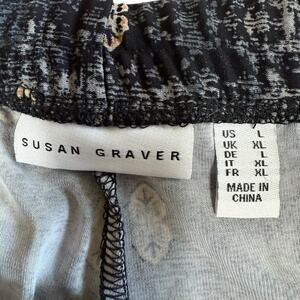 SUSAN GRAVER
US L
UK XL
DE L
IT XL
FR XL
MADE IN
CHINA